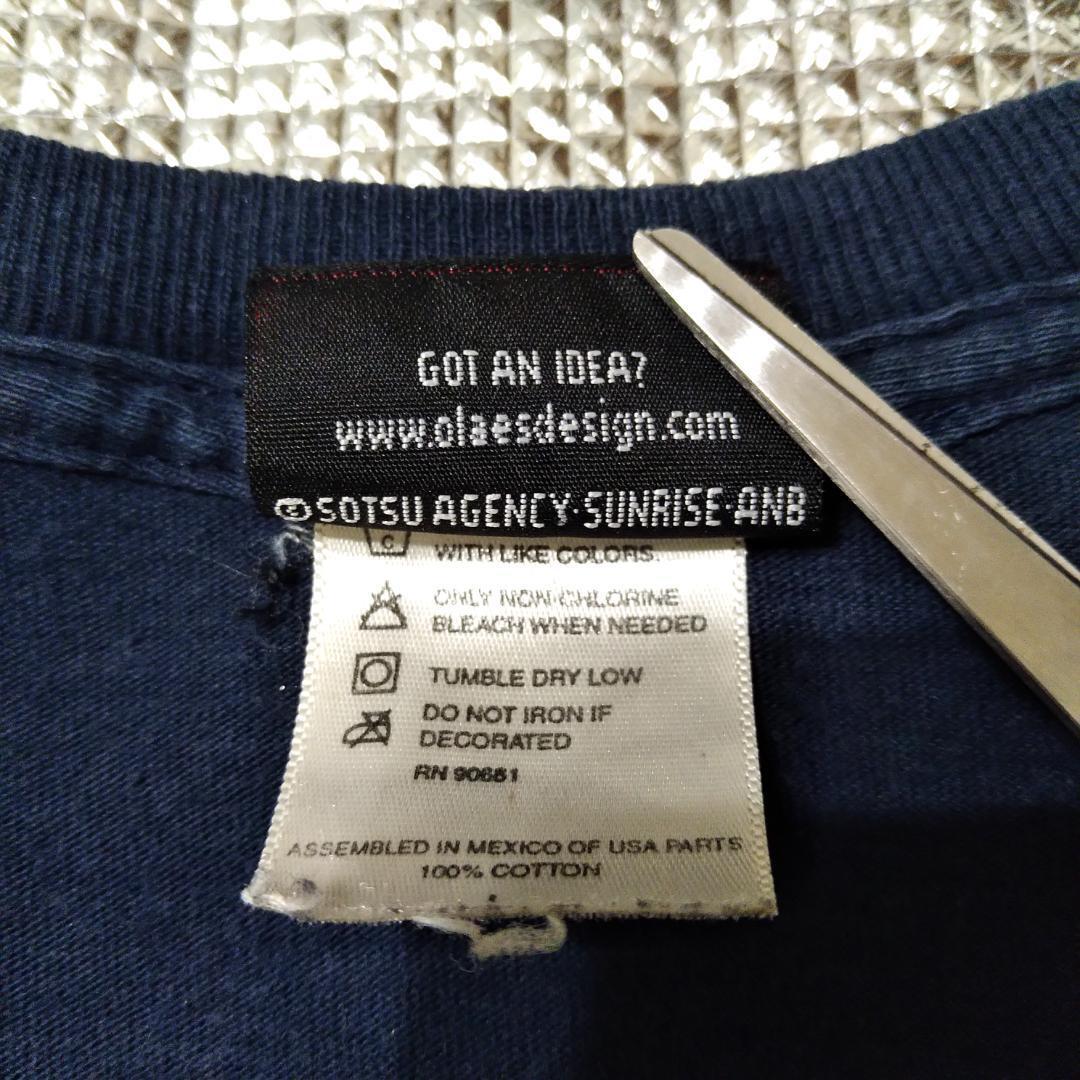 GOT AN IDEA?
www.olaesdesign.com
©SOTSU AGENCY·SUNRISE·ANB
C
WITH LIKE COLORS.
ONLY NON-CHLORINE
BLEACH WHEN NEEDED
TUMBLE DRY LOW
DO NOT IRON IF
DECORATED
RN 90681
ASSEMBLED IN MEXICO OF USA PARTS
100% COTTON